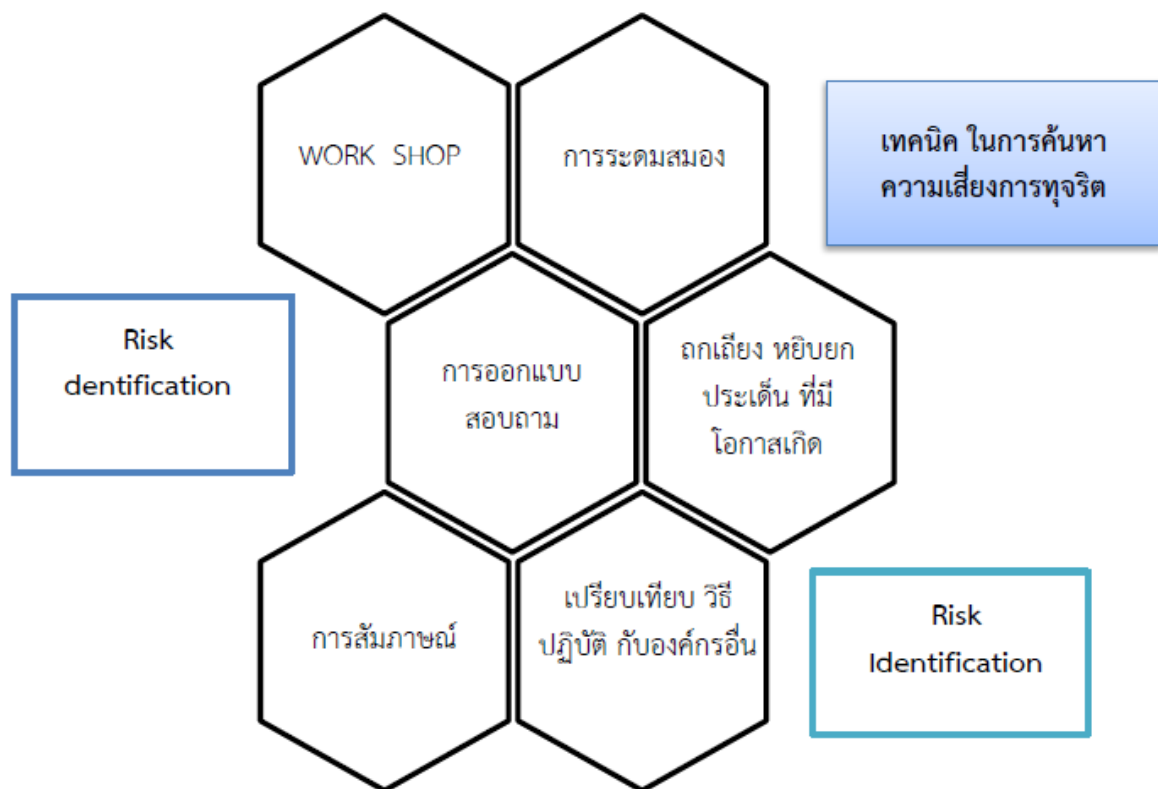 WORK SHOP
การระดมสมอง
เทคนิค ในการค้นหา
ความเสี่ยงการทุจริต
Risk
dentification
การออกแบบ
สอบถาม
ถกเถียง หยิบยก
ประเด็น ที่มี
โอกาสเกิด
การสัมภาษณ์
เปรียบเทียบ วิธี
ปฏิบัติ กับองค์กรอื่น
Risk
Identification